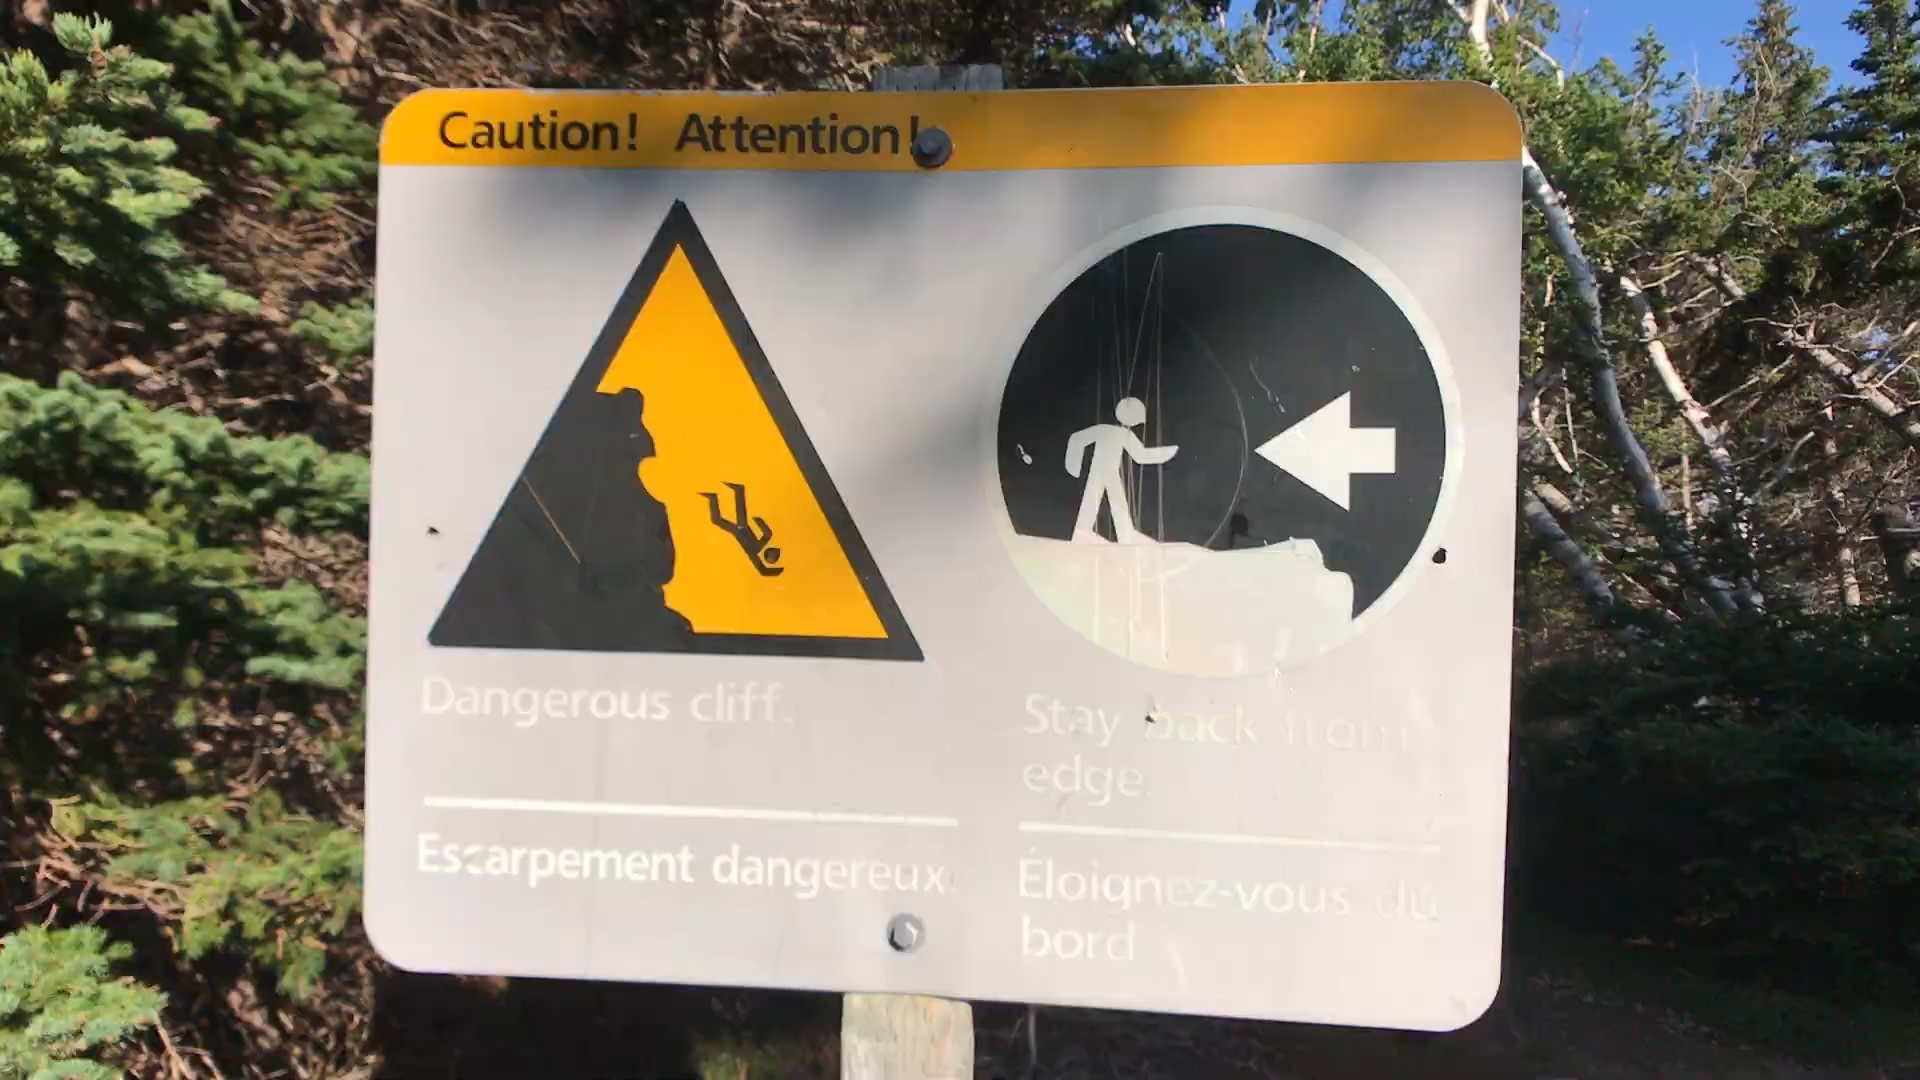 Caution! Attention!
Dangerous cliff.
Escarpement dangereux.
Stay back from
edge.
Éloignez-vous du
bord